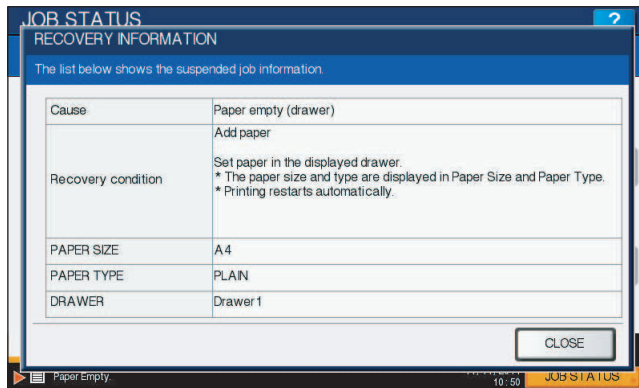 JOB STATUS
?
RECOVERY INFORMATION
The list below shows the suspended job information.
Cause
Paper empty (drawer)
Recovery condition
Add paper
Set paper in the displayed drawer.
* The paper size and type are displayed in Paper Size and Paper Type.
* Printing restarts automatically.
PAPER SIZE
A4
PAPER TYPE
PLAIN
DRAWER
Drawer1
CLOSE
Paper Empty.
10:50
JOB STATUS